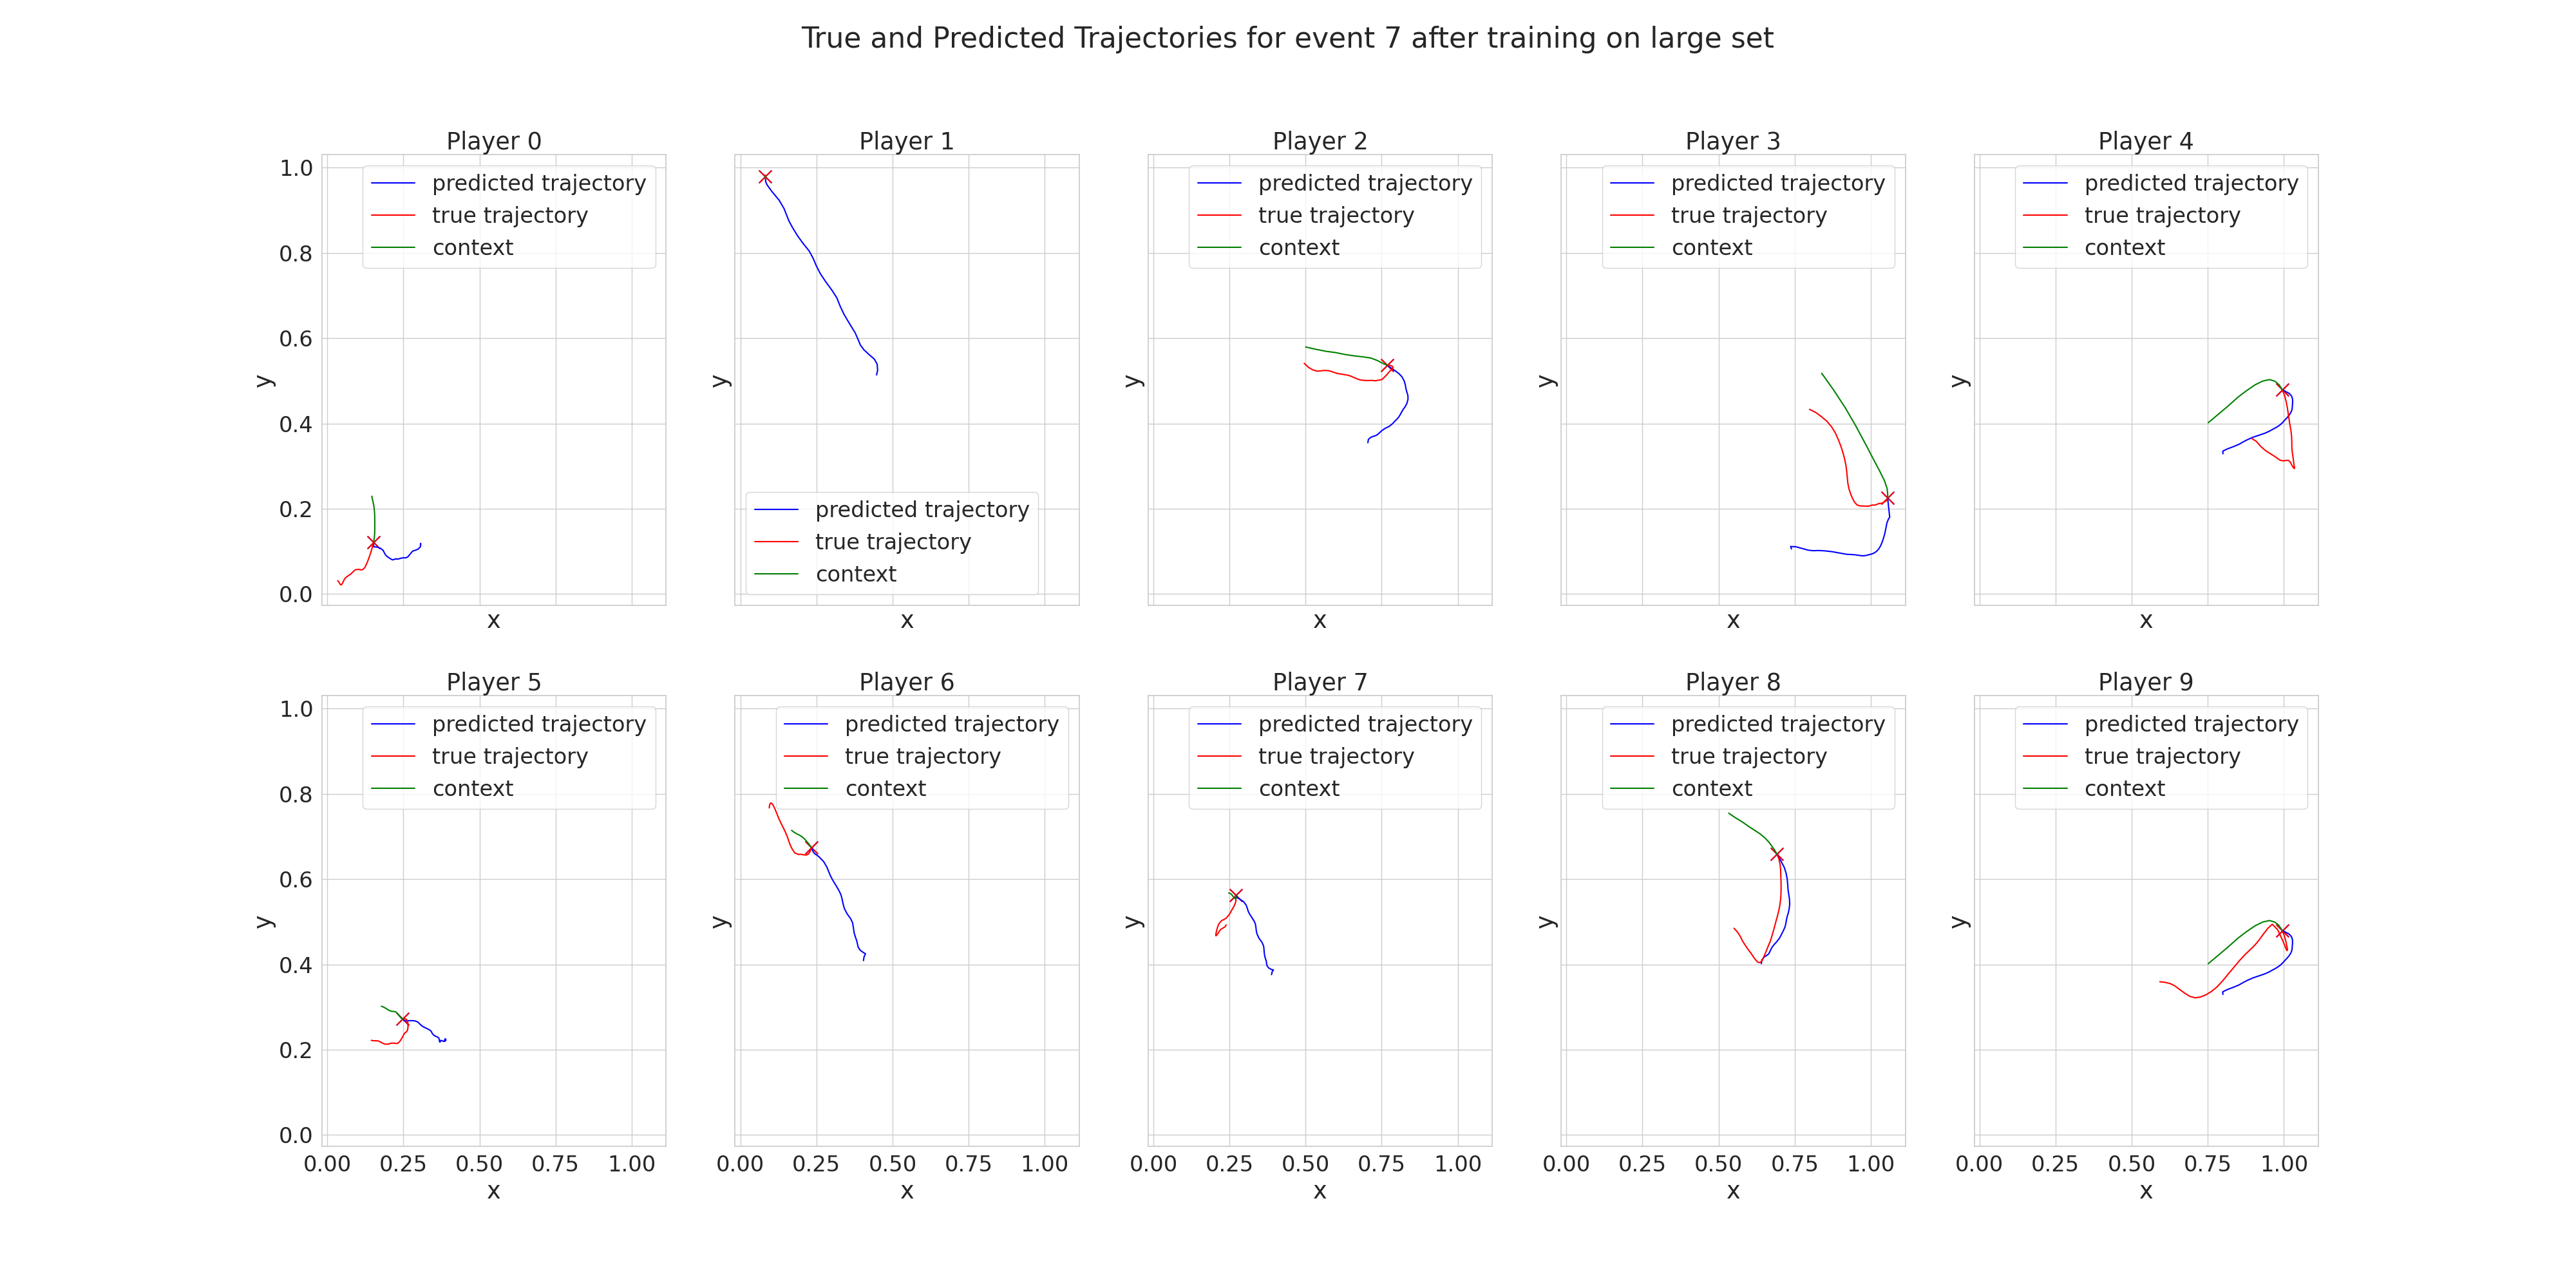 True and Predicted Trajectories for event 7 after training on large set
Player 0
1.0
0.8
0.6
0.4
0.2
0.0
y
x
predicted trajectory
true trajectory
context
Player 1
y
x
predicted trajectory
true trajectory
context
Player 2
y
x
predicted trajectory
true trajectory
context
Player 3
y
x
predicted trajectory
true trajectory
context
Player 4
y
x
predicted trajectory
true trajectory
context
Player 5
1.0
0.8
0.6
0.4
0.2
0.0
y
predicted trajectory
true trajectory
context
0.00 0.25 0.50 0.75 1.00
x
Player 6
y
predicted trajectory
true trajectory
context
0.00 0.25 0.50 0.75 1.00
x
Player 7
y
predicted trajectory
true trajectory
context
0.00 0.25 0.50 0.75 1.00
x
Player 8
y
predicted trajectory
true trajectory
context
0.00 0.25 0.50 0.75 1.00
x
Player 9
y
predicted trajectory
true trajectory
context
0.00 0.25 0.50 0.75 1.00
x